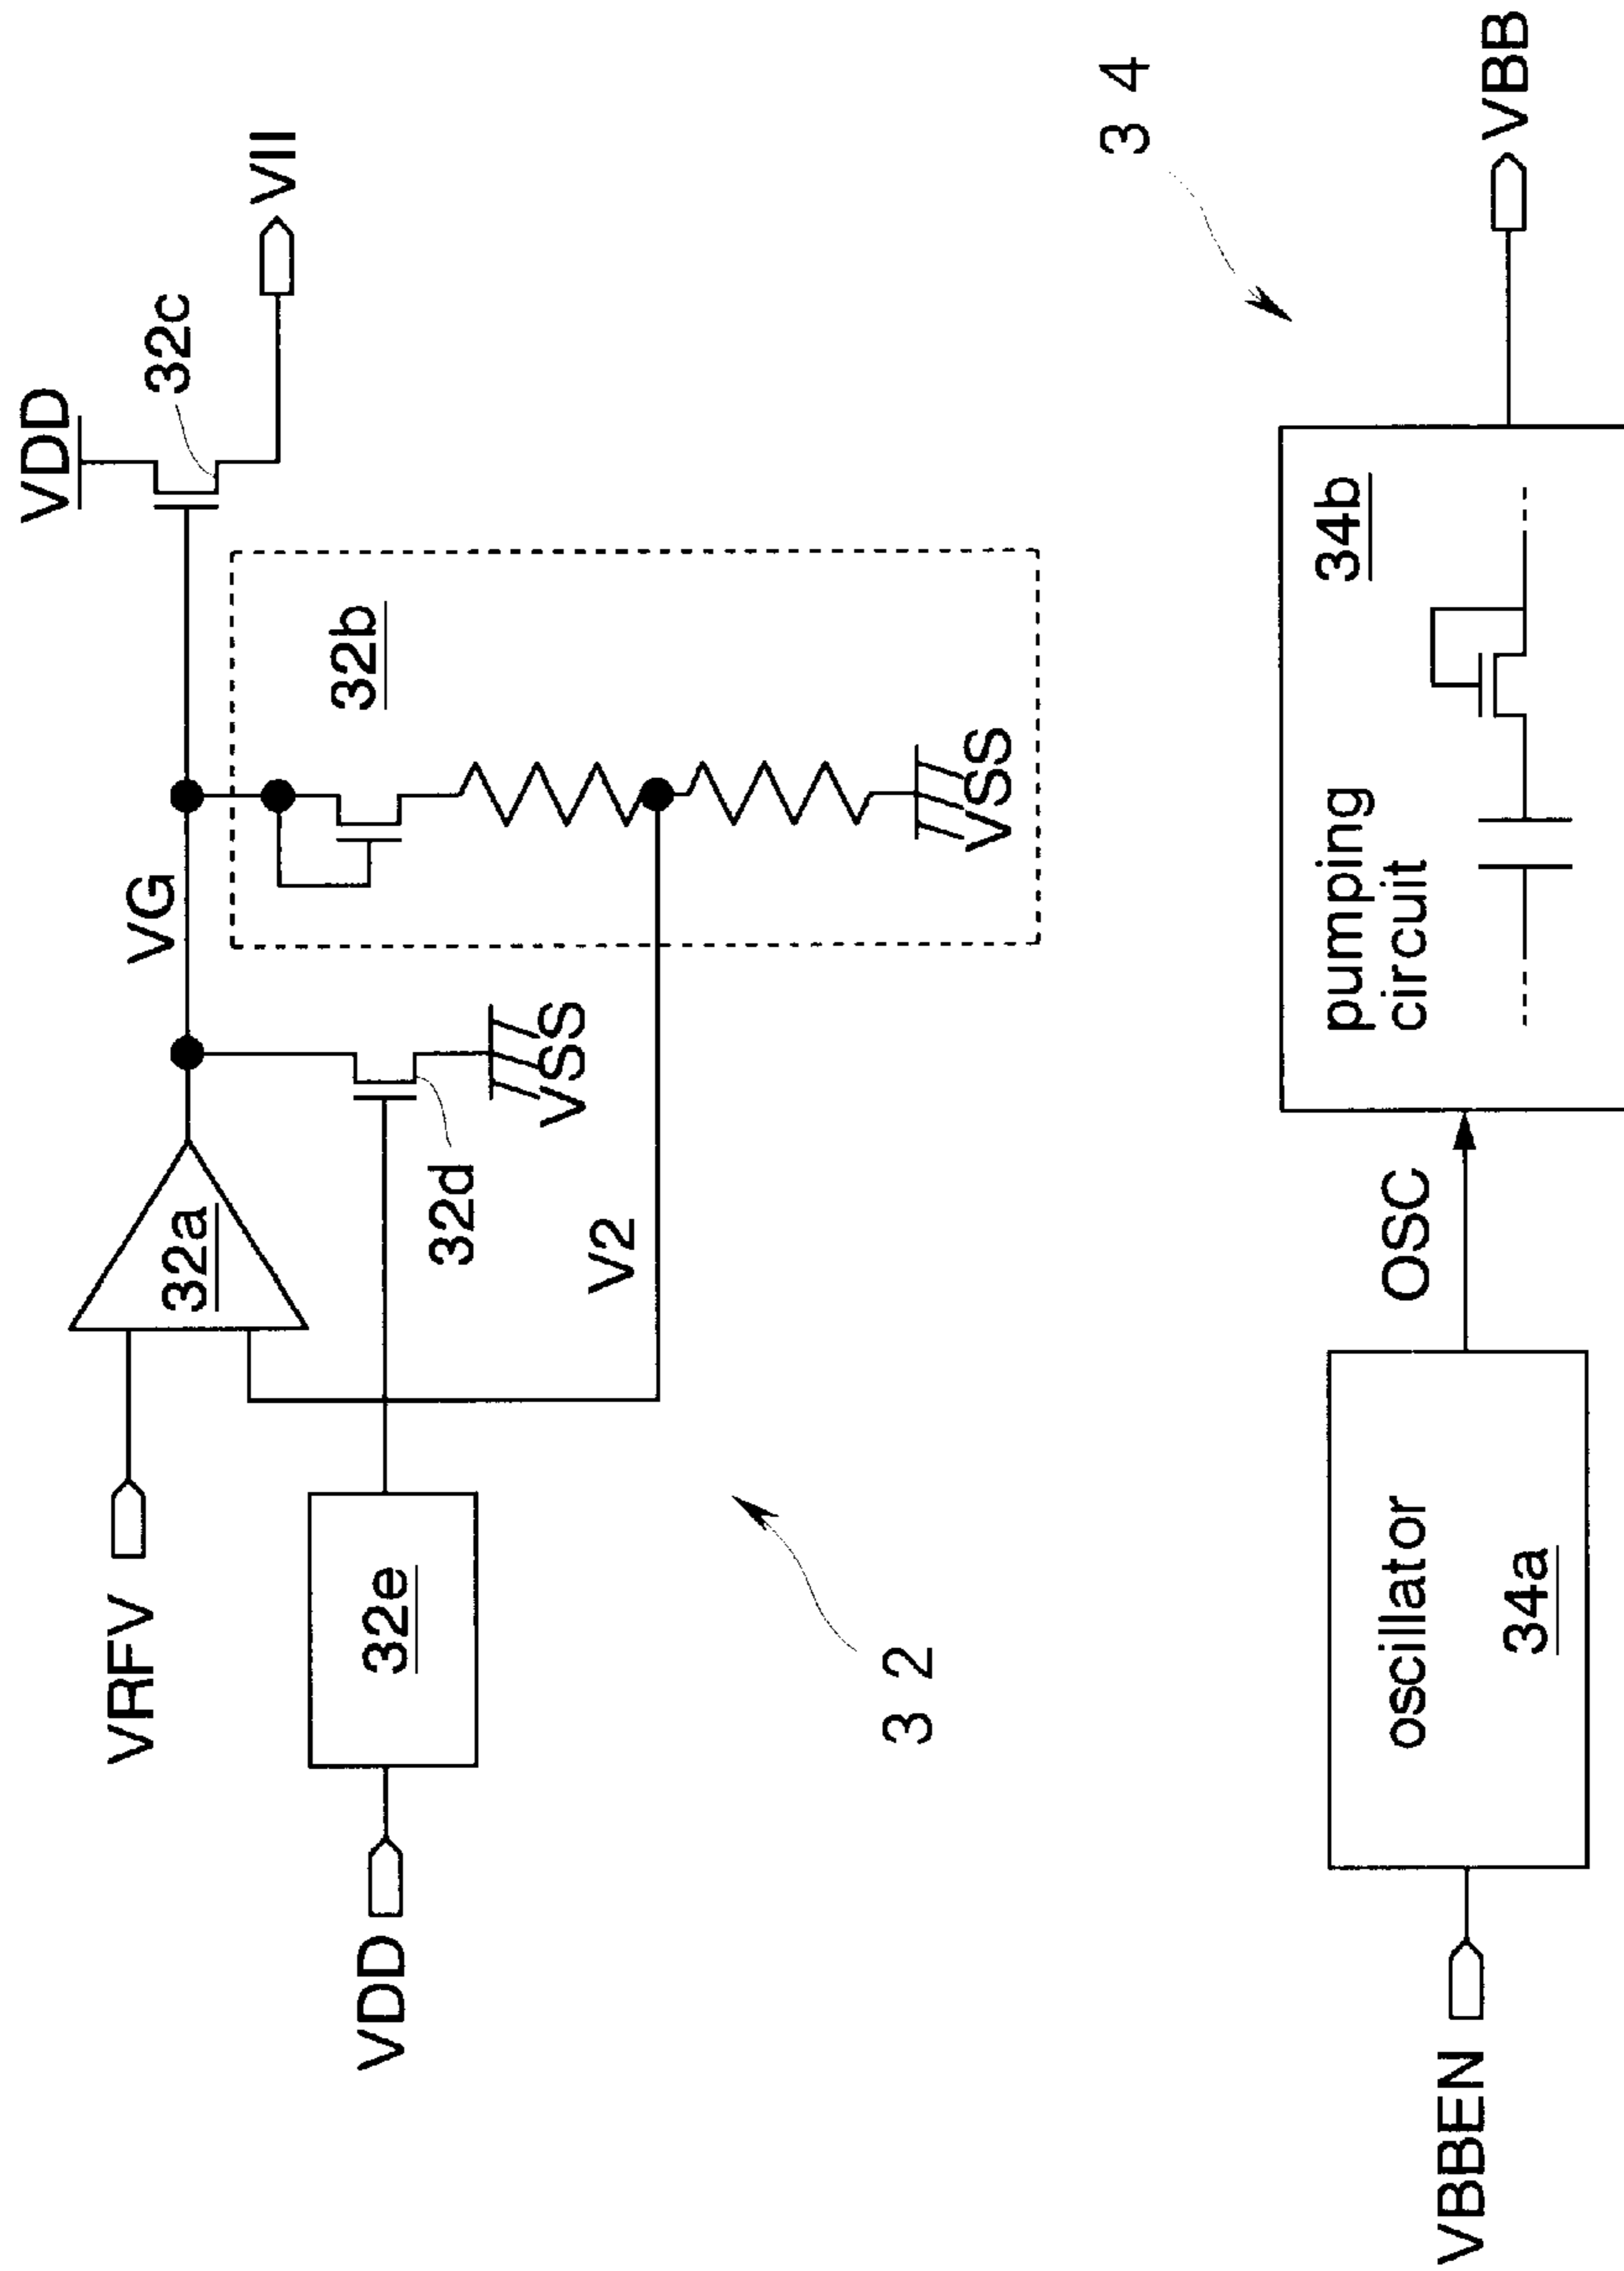 VDD
32c
VII
VG
32b
VSS
VRFV
32a
32d
VSS
V2
VDD
32e
3 2
3 4
VBBEN
oscillator
34a
OSC
pumping
circuit
34b
VBB